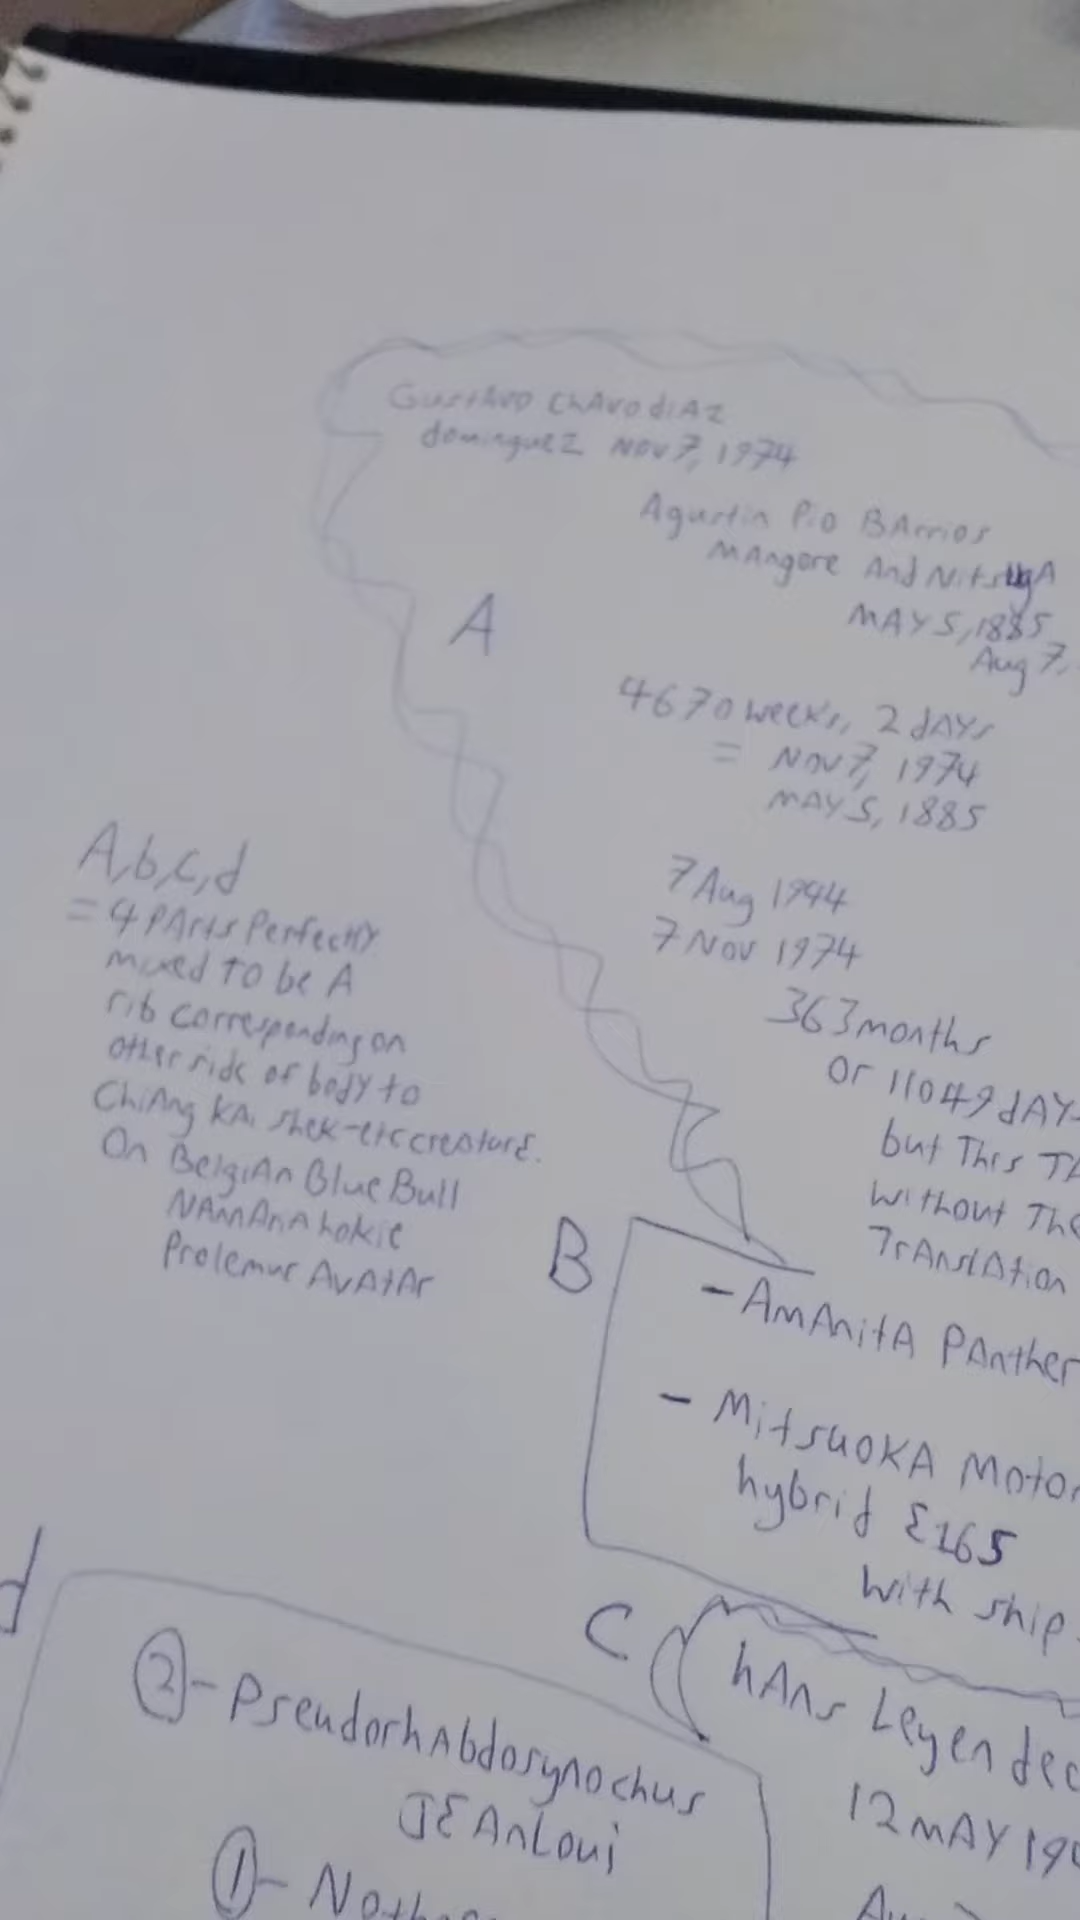 Gustavo Chavo diaz
dominguez Nov 7, 1974
Agustin Pio Barrios
Mangore And Nitsuga
MAY 5, 1885
Aug 7,
A
4670 weeks, 2 days
= Nov 7, 1974
MAY 5, 1885
7 Aug 1944
7 Nov 1974
363 months
or 11049 days
but This
without The
Translation
A, b, c, d
= 4 Parts Perfectly
mixed to be A
rib corresponding on
other side of body to
Chiang Kai shek-etc creature.
On Belgian Blue Bull
Prolemur Avatar
B
- Amanita Panther
- Mitsuoka Motor
hybrid E165
with ship
C
hans Leyendec
12 MAY 19
d
②- Pseudorhabdosynochus
JEAnLoui
①-